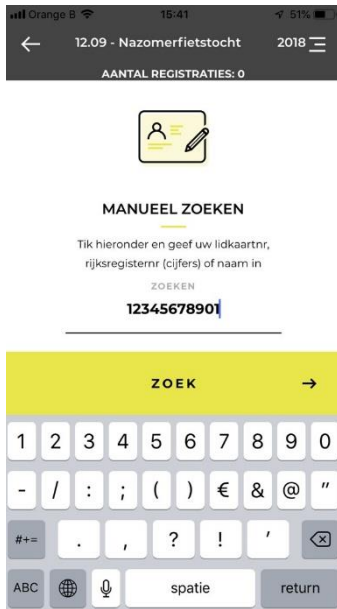 Orange B 15:41 51%
12.09 - Nazomerfietstocht 2018
AANTAL REGISTRATIES: 0
MANUEEL ZOEKEN
Tik hieronder en geef uw lidkaartnr,
rijksregisternr (cijfers) of naam in
ZOEKEN
12345678901
ZOEK →
1 2 3 4 5 6 7 8 9 0
- / : ; ( ) € & @ "
#+= . , ? ! '
ABC spatie return